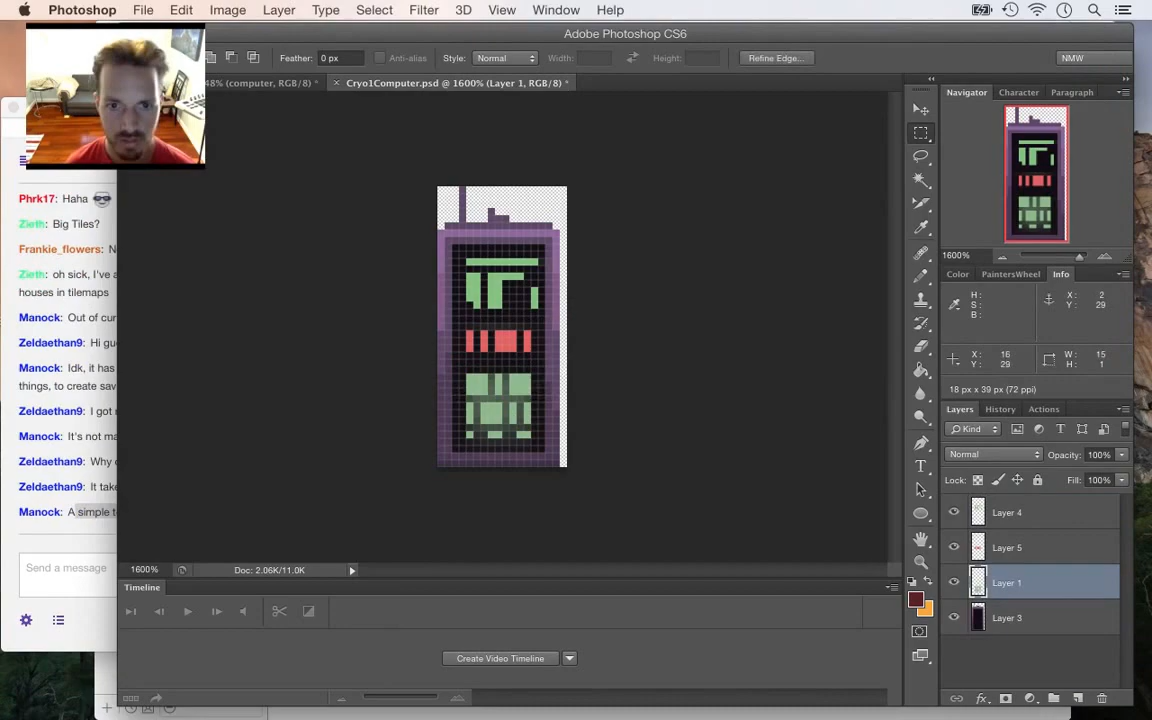 Photoshop File Edit Image Layer Type Select Filter 3D View Window Help
Adobe Photoshop CS6
Feather: 0 px Anti-alias Style: Normal Width: Height: Refine Edge... NMW
48% (computer, RGB/8) * × Cryo1Computer.psd @ 1600% (Layer 1, RGB/8) *
Navigator Character Paragraph
Phrk17: Haha
Zieth: Big Tiles?
Frankie_flowers:
Zieth: oh sick, I've
houses in tilemaps
Manock: Out of
Zeldaethan9: Hi
Manock: Idk, it has
things, to create
Zeldaethan9: I got
Manock: It's not
Zeldaethan9: Why
Zeldaethan9: It
Manock: A simple
Send a message
1600%
Color PaintersWheel Info
H: X: 2
S: Y: 29
B:
X: 16 W: 15
Y: 29 H: 1
18 px x 39 px (72 ppi)
Layers History Actions
Kind
Normal Opacity: 100%
Lock: Fill: 100%
Layer 4
Layer 5
Layer 1
Layer 3
1600% Doc: 2.06K/11.0K
Timeline
Create Video Timeline
fx